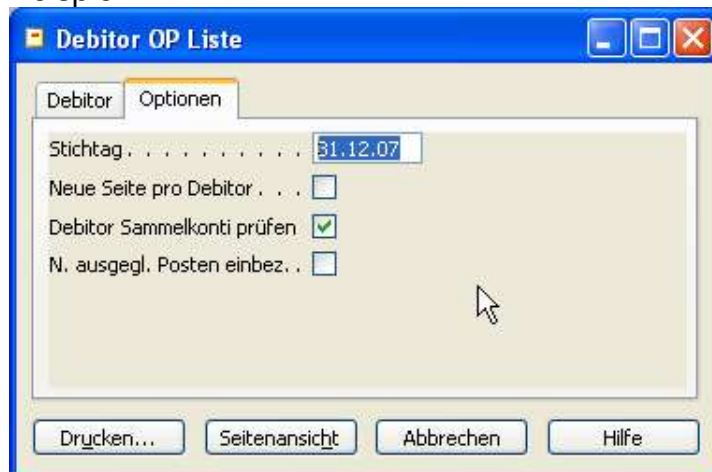 Debitor OP Liste
Debitor Optionen
Stichtag . . . . . . . . . . 31.12.07
Neue Seite pro Debitor . . .
Debitor Sammelkonti prüfen
N. ausgegl. Posten einbez. .
Drucken... Seitenansicht Abbrechen Hilfe